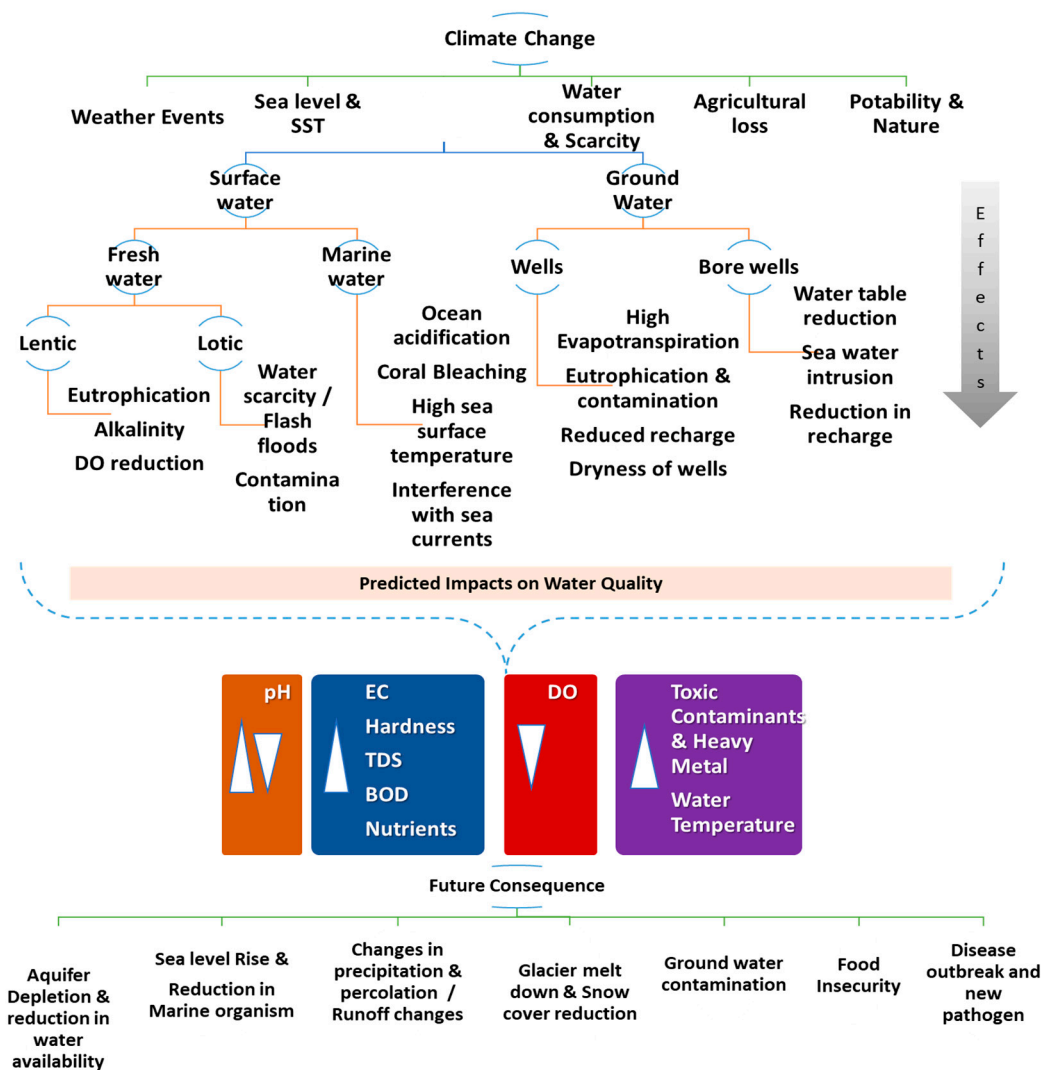 Climate Change
Weather Events
Sea level &
SST
Water
consumption
& Scarcity
Agricultural
loss
Potability &
Nature
Surface
water
Ground
Water
Fresh
water
Marine
water
Wells
Bore wells
Lentic
Lotic
Eutrophication
Alkalinity
DO reduction
Water
scarcity /
Flash
floods
Contamina
tion
Ocean
acidification
Coral Bleaching
High sea
surface
temperature
Interference
with sea
currents
High
Evapotranspiration
Eutrophication &
contamination
Reduced recharge
Dryness of wells
Water table
reduction
Sea water
intrusion
Reduction in
recharge
E
f
f
e
c
t
s
Predicted Impacts on Water Quality
pH
EC
Hardness
TDS
BOD
Nutrients
DO
Toxic
Contaminants
& Heavy
Metal
Water
Temperature
Future Consequence
Aquifer
Depletion &
reduction in
water
availability
Sea level Rise &
Reduction in
Marine organism
Changes in
precipitation &
percolation /
Runoff changes
Glacier melt
down & Snow
cover reduction
Ground water
contamination
Food
Insecurity
Disease
outbreak and
new
pathogen